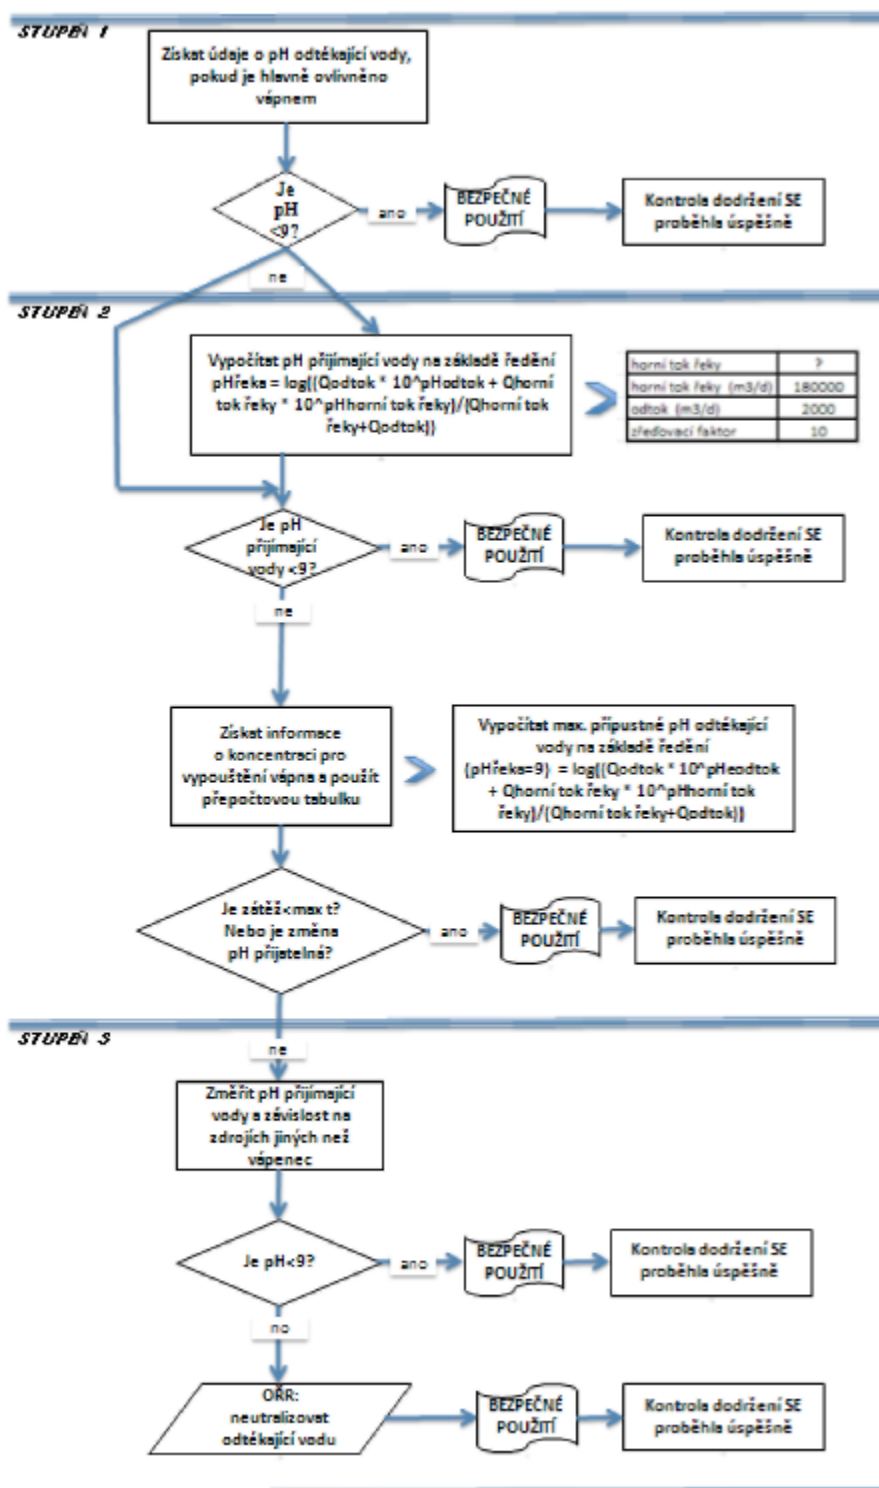 STUPEŇ 1
Získat údaje o pH odtékající vody,
pokud je hlavně ovlivněno
vápnem
Je
pH
<9?
ano
BEZPEČNÉ
POUŽITÍ
Kontrola dodržení SE
proběhla úspěšně
ne
STUPEŇ 2
Vypočítat pH přijímající vody na základě ředění
pHřeka = log((Qodtok * 10^pHodtok + Qhorní
tok řeky * 10^pHhorní tok řeky)/(Qhorní tok
řeky+Qodtok))
horní tok řeky ?
horní tok řeky (m3/d) 180000
odtok (m3/d) 2000
zřeďovací faktor 10
Je pH
přijímající
vody <9?
ano
BEZPEČNÉ
POUŽITÍ
Kontrola dodržení SE
proběhla úspěšně
ne
Získat informace
o koncentraci pro
vypouštění vápna a použít
přepočtovou tabulku
Vypočítat max. přípustné pH odtékající
vody na základě ředění
(pHřeka=9) = log((Qodtok * 10^pHeodtok
+ Qhorní tok řeky * 10^pHhorní tok
řeky)/(Qhorní tok řeky+Qodtok))
Je zátěž<max t?
Nebo je změna
pH přijatelná?
ano
BEZPEČNÉ
POUŽITÍ
Kontrola dodržení SE
proběhla úspěšně
STUPEŇ 3
ne
Změřit pH přijímající
vody a závislost na
zdrojích jiných než
vápenec
Je pH<9?
ano
BEZPEČNÉ
POUŽITÍ
Kontrola dodržení SE
proběhla úspěšně
no
OŘR:
neutralizovat
odtékající vodu
BEZPEČNÉ
POUŽITÍ
Kontrola dodržení SE
proběhla úspěšně